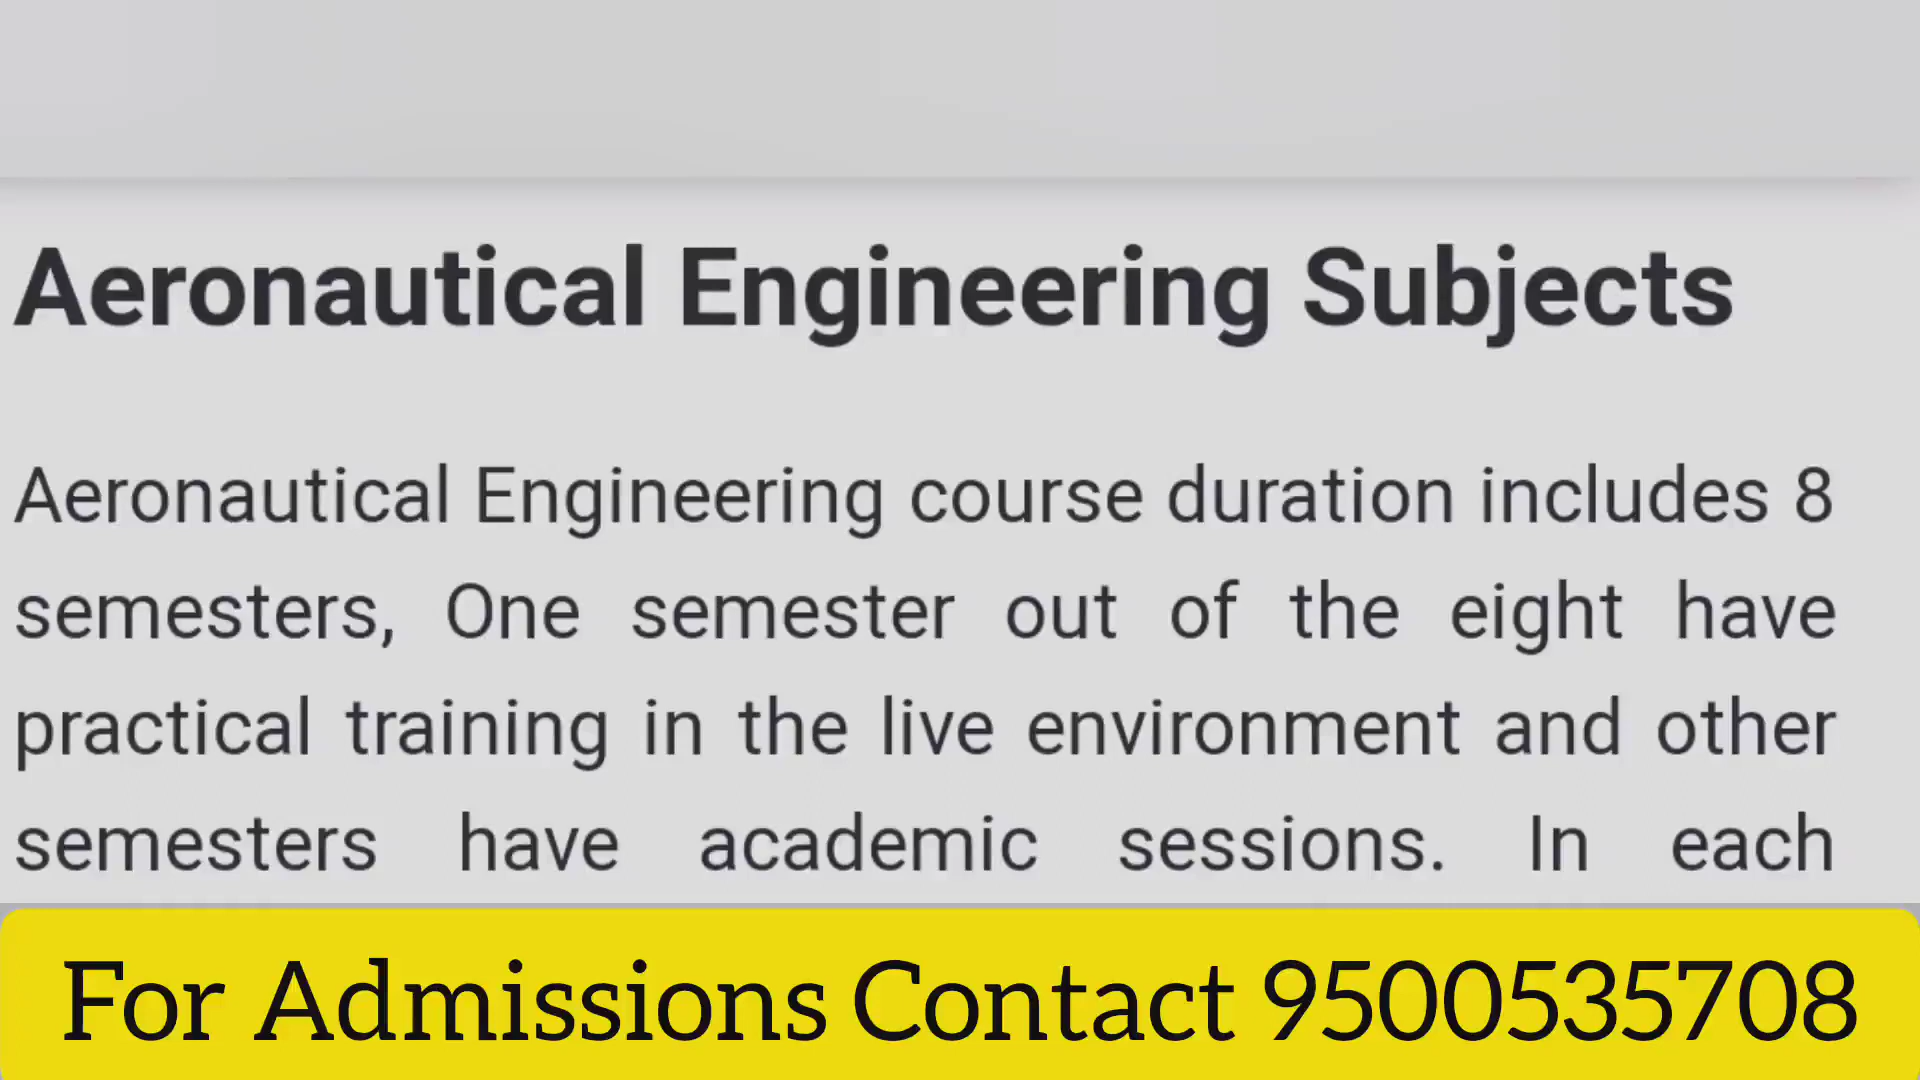 Aeronautical Engineering Subjects
Aeronautical Engineering course duration includes 8
semesters, One semester out of the eight have
practical training in the live environment and other
semesters have academic sessions. In each
For Admissions Contact 9500535708